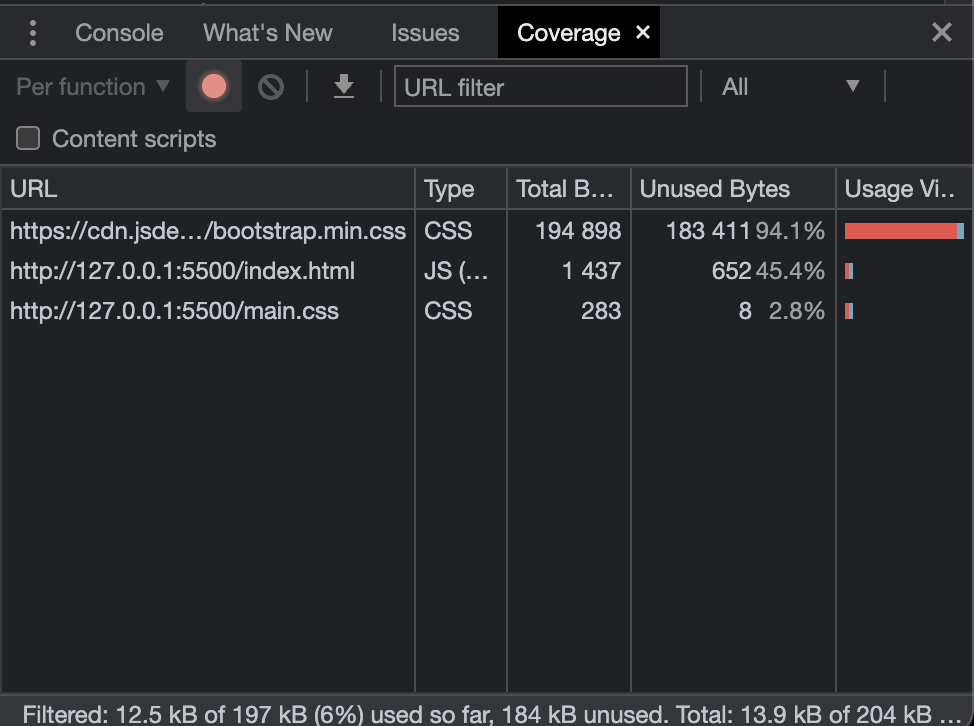 Console What's New Issues Coverage ×
×
Per function ▼ URL filter All ▼
Content scripts
URL Type Total B... Unused Bytes Usage Vi...
https://cdn.jsde…/bootstrap.min.css CSS 194 898 183 411 94.1%
http://127.0.0.1:5500/index.html JS (... 1 437 652 45.4%
http://127.0.0.1:5500/main.css CSS 283 8 2.8%
Filtered: 12.5 kB of 197 kB (6%) used so far, 184 kB unused. Total: 13.9 kB of 204 kB ...